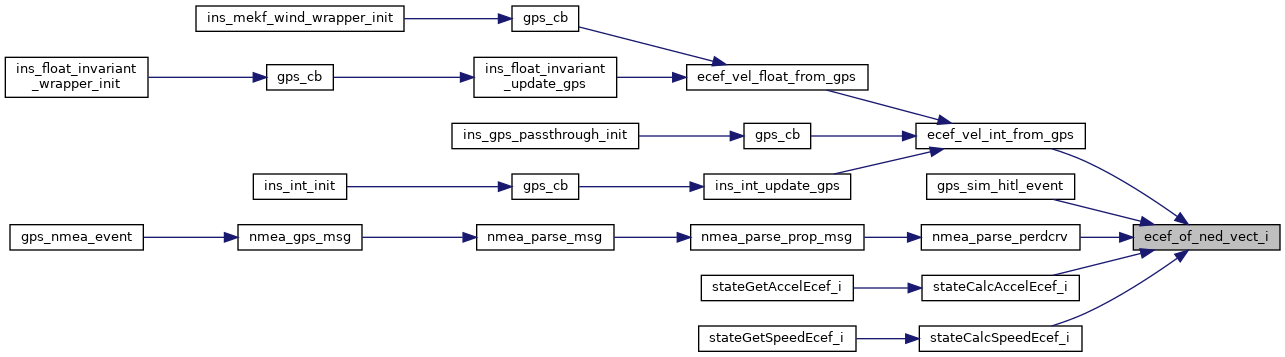 ins_mekf_wind_wrapper_init
gps_cb
ins_float_invariant
_wrapper_init
gps_cb
ins_float_invariant
_update_gps
ecef_vel_float_from_gps
ins_gps_passthrough_init
gps_cb
ecef_vel_int_from_gps
ins_int_init
gps_cb
ins_int_update_gps
gps_sim_hitl_event
gps_nmea_event
nmea_gps_msg
nmea_parse_msg
nmea_parse_prop_msg
nmea_parse_perdcrv
ecef_of_ned_vect_i
stateGetAccelEcef_i
stateCalcAccelEcef_i
stateGetSpeedEcef_i
stateCalcSpeedEcef_i